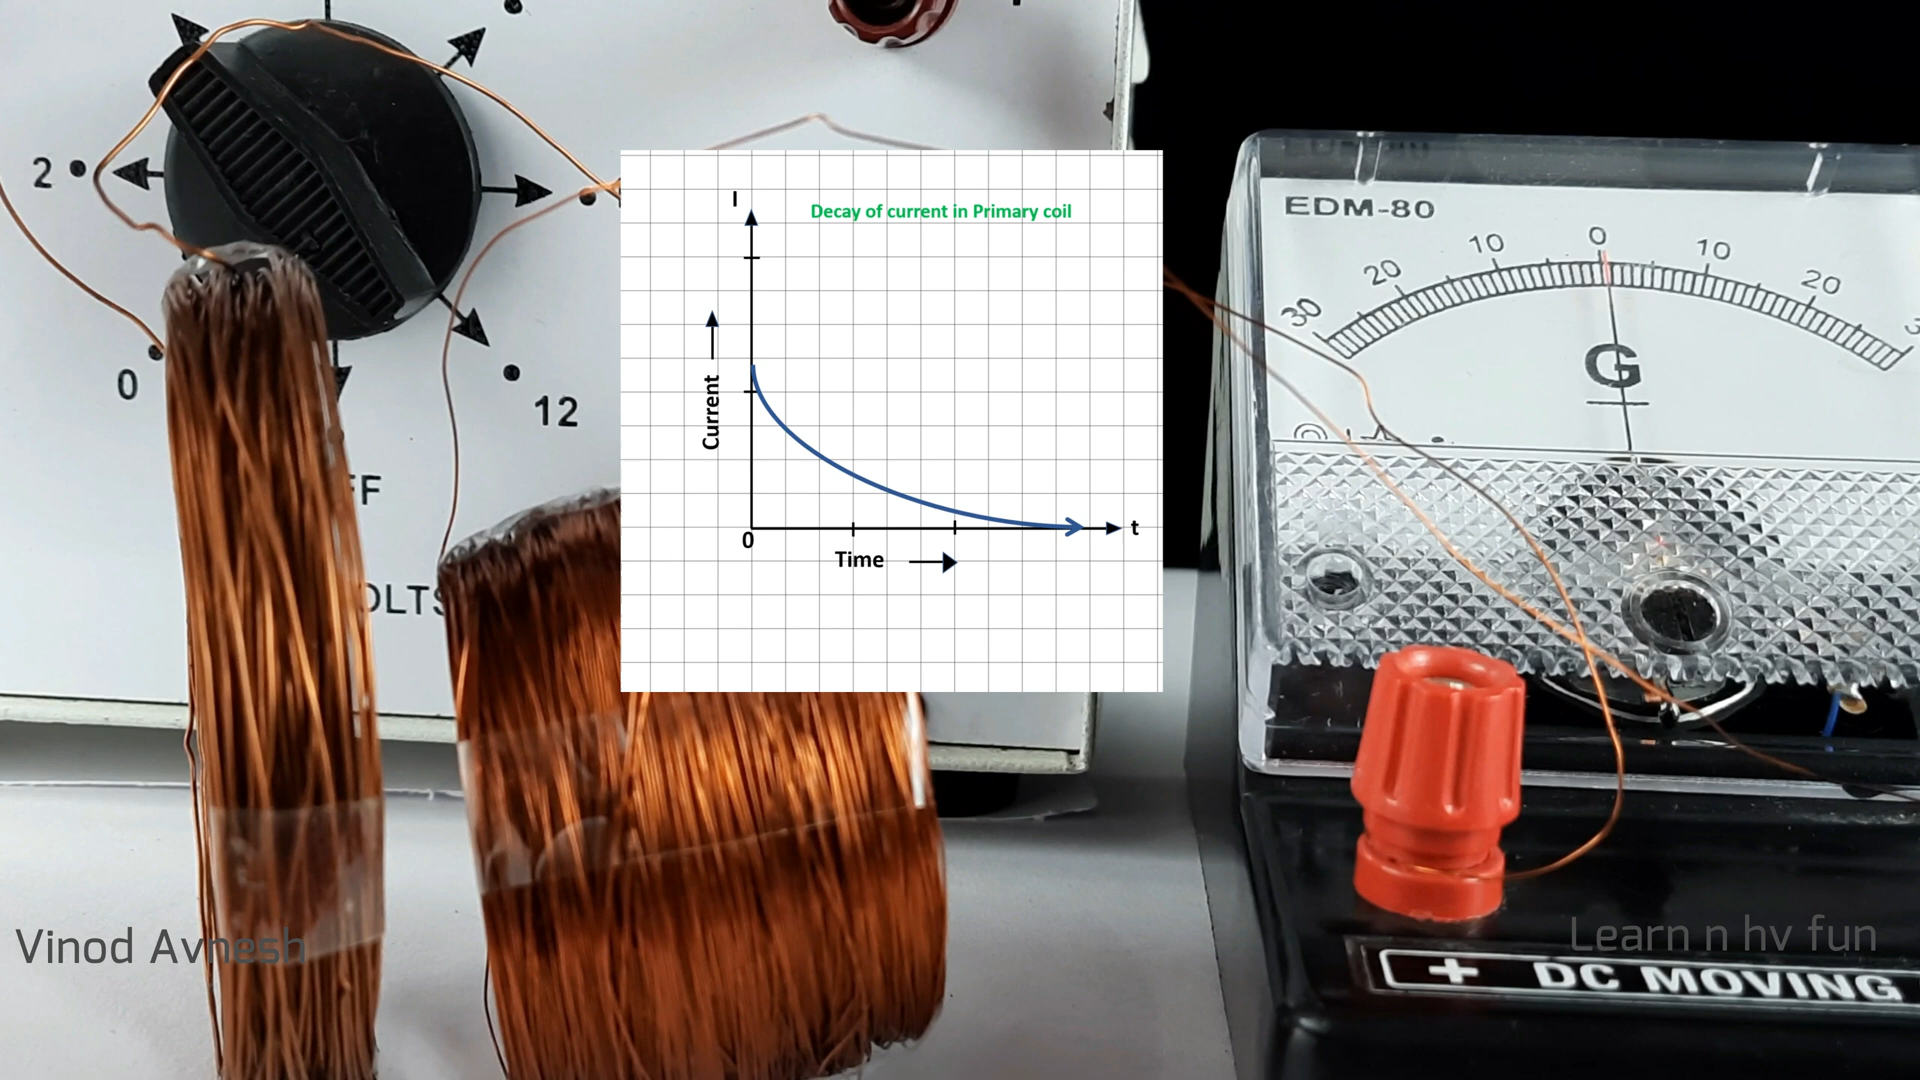 2
0
12
FF
OLTS
I
Decay of current in Primary coil
Current
0
t
Time
EDM-80
30 20 10 0 10 20
G
Vinod Avnesh
Learn n hv fun
+ DC MOVING